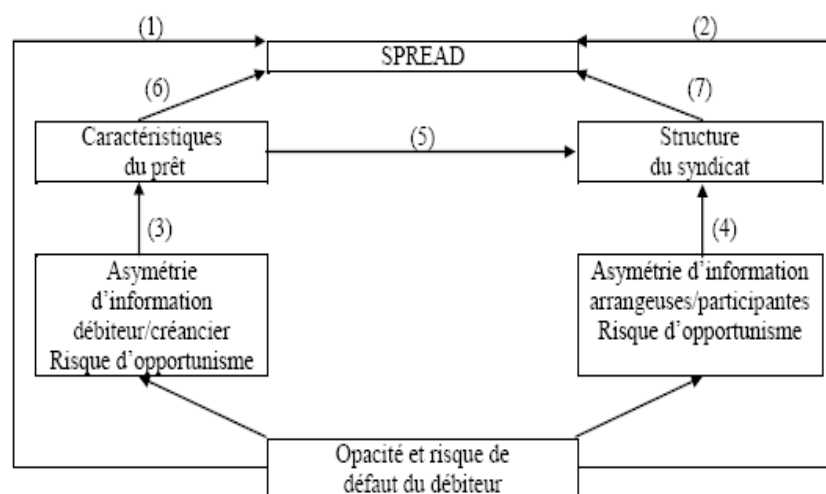 (1)
(2)
SPREAD
(6)
(7)
Caractéristiques
du prêt
(5)
Structure
du syndicat
(3)
(4)
Asymétrie
d'information
débiteur/créancier
Risque d'opportunisme
Asymétrie d'information
arrangeuses/participantes
Risque d'opportunisme
Opacité et risque de
défaut du débiteur